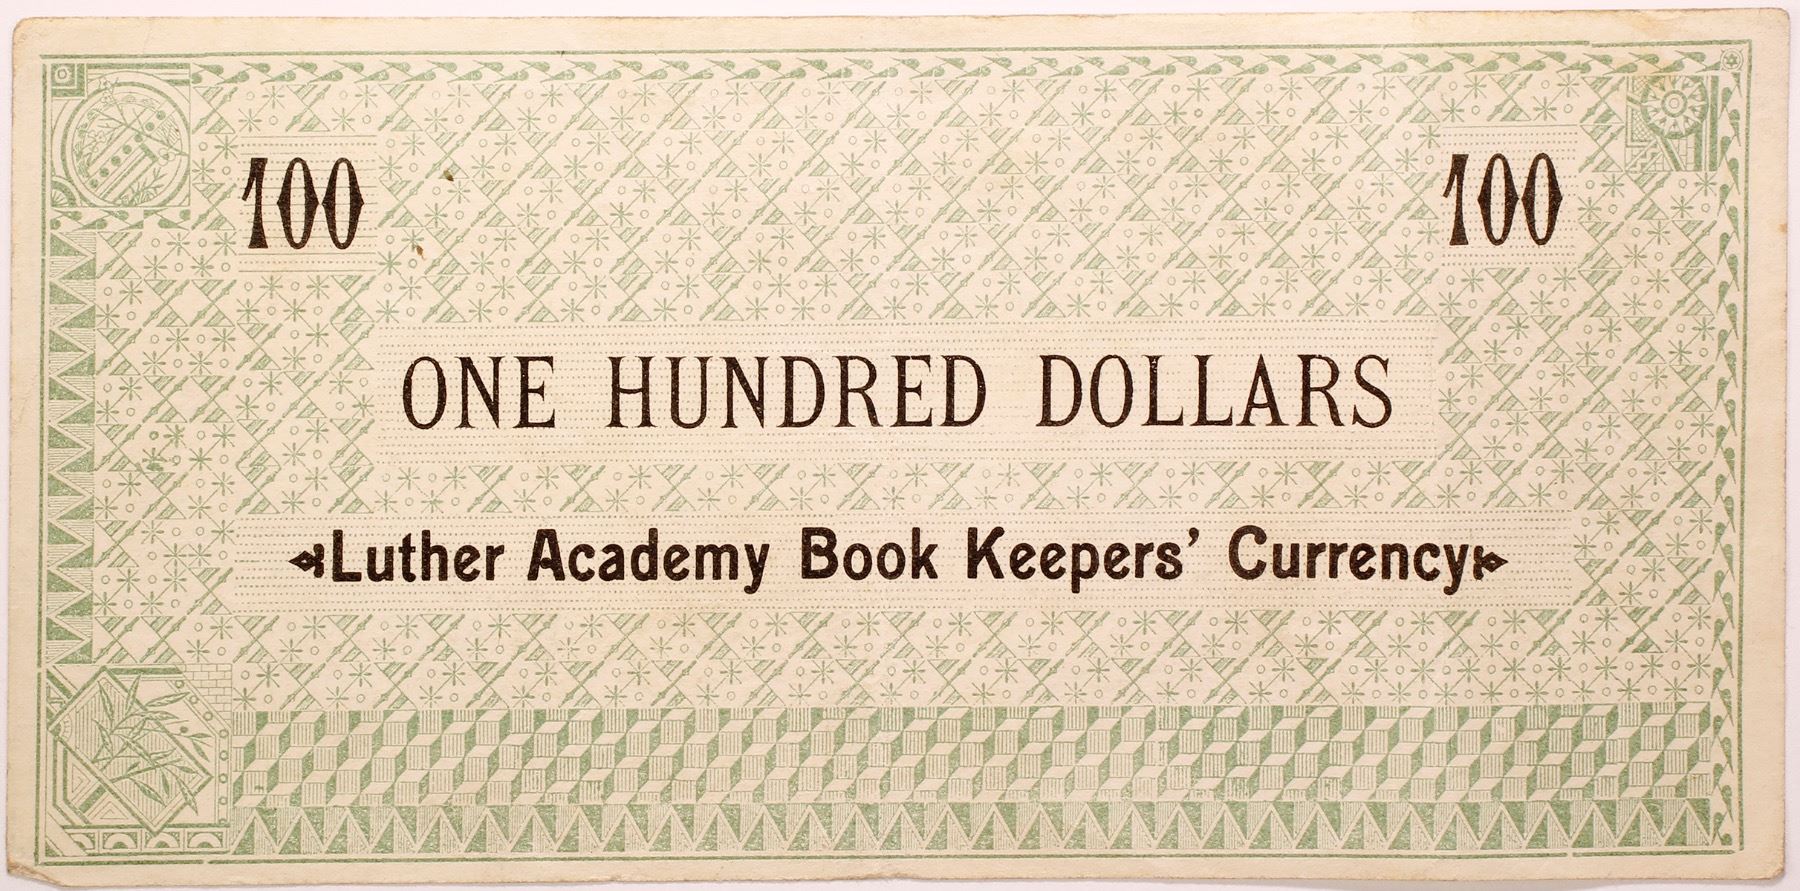 100 100
ONE HUNDRED DOLLARS
Luther Academy Book Keepers' Currency